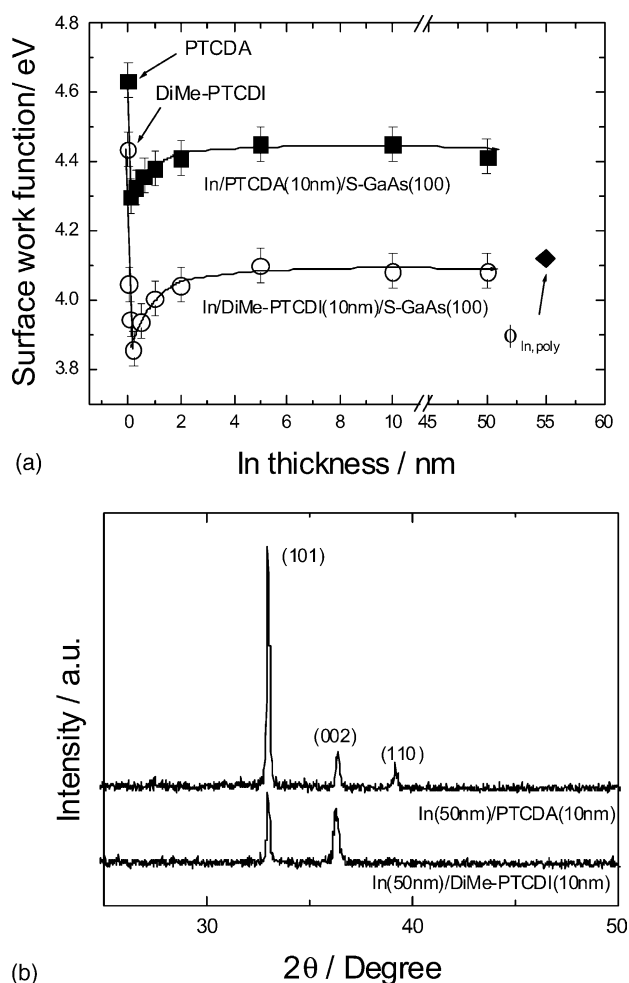 4.8
4.6
4.4
4.2
4.0
3.8
Surface work function/ eV
PTCDA
DiMe-PTCDI
In/PTCDA(10nm)/S-GaAs(100)
In/DiMe-PTCDI(10nm)/S-GaAs(100)
ϕ In,poly
0 2 4 6 8 10 45 50 55 60
(a)
In thickness / nm
Intensity / a.u.
(101)
(002)
(110)
In(50nm)/PTCDA(10nm)
In(50nm)/DiMe-PTCDI(10nm)
30 40 50
(b)
2θ / Degree